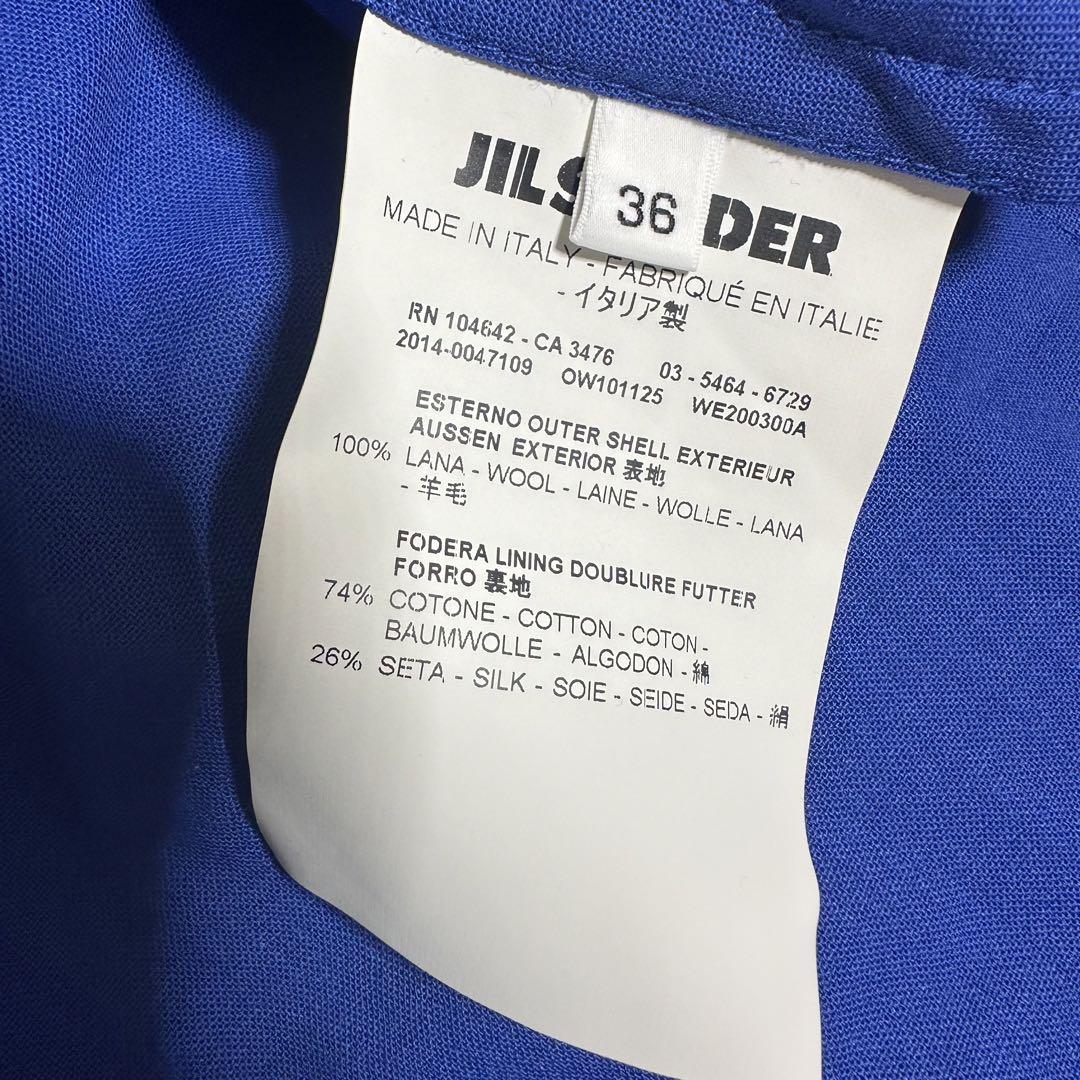 JIL S DER
36
MADE IN ITALY - FABRIQUÉ EN ITALIE
- イタリア製
RN 104642 - CA 3476 03 - 5464 - 6729
2014-0047109 OW101125 WE200300A
ESTERNO OUTER SHELL EXTERIEUR
AUSSEN EXTERIOR 表地
100% LANA - WOOL - LAINE - WOLLE - LANA
- 羊毛
FODERA LINING DOUBLURE FUTTER
FORRO 裏地
74% COTONE - COTTON - COTON -
BAUMWOLLE - ALGODON - 綿
26% SETA - SILK - SOIE - SEIDE - SEDA - 絹